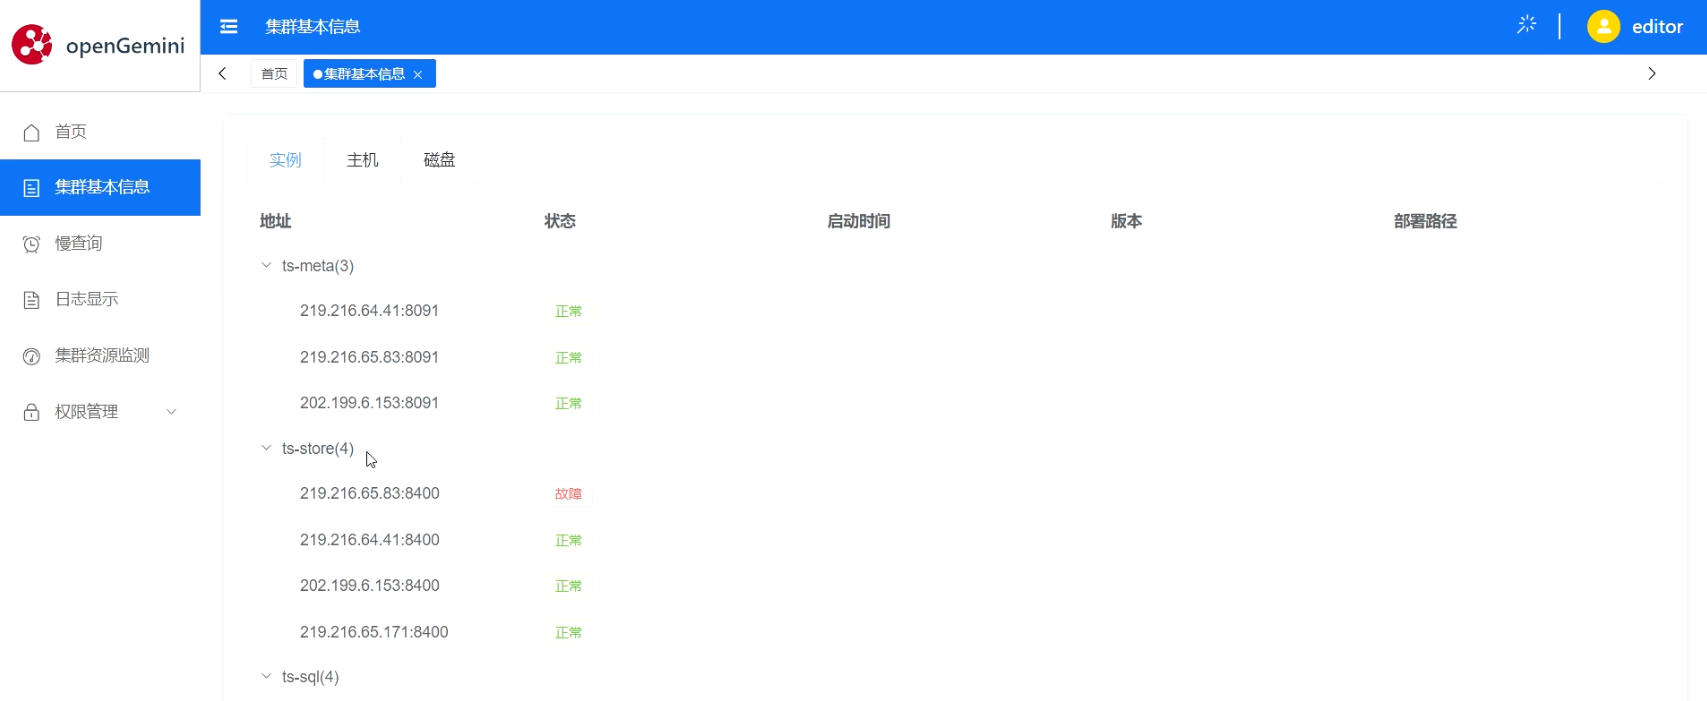 openGemini
集群基本信息
editor
首页
集群基本信息
首页
集群基本信息
慢查询
日志显示
集群资源监测
权限管理
实例 主机 磁盘
地址 状态 启动时间 版本 部署路径
ts-meta(3)
219.216.64.41:8091 正常
219.216.65.83:8091 正常
202.199.6.153:8091 正常
ts-store(4)
219.216.65.83:8400 故障
219.216.64.41:8400 正常
202.199.6.153:8400 正常
219.216.65.171:8400 正常
ts-sql(4)